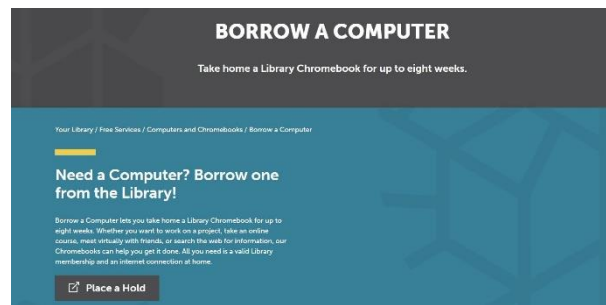 BORROW A COMPUTER
Take home a Library Chromebook for up to eight weeks.
Your Library / Free Services / Computers and Chromebooks / Borrow a Computer
Need a Computer? Borrow one
from the Library!
Borrow a Computer lets you take home a Library Chromebook for up to
eight weeks. Whether you want to work on a project, take an online
course, meet virtually with friends, or search the web for information, our
Chromebooks can help you get it done. All you need is a valid Library
membership and an internet connection at home.
Place a Hold